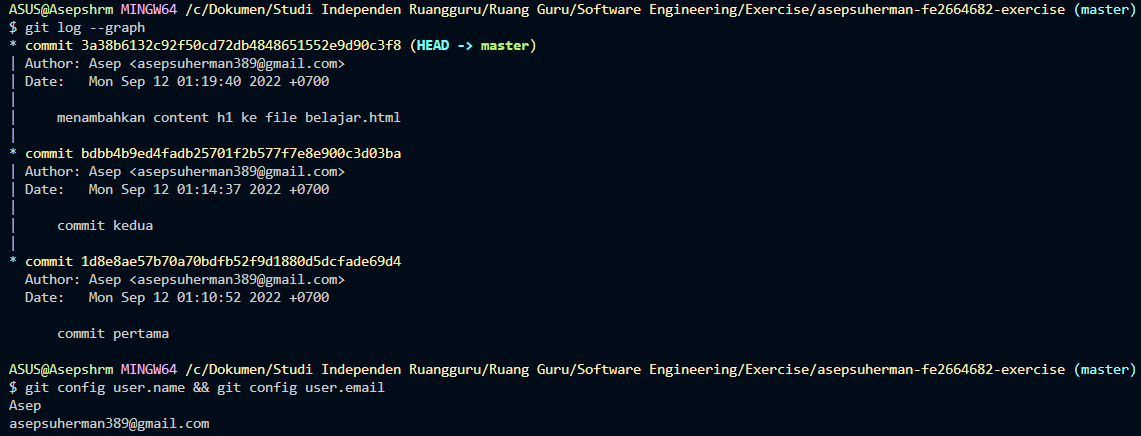 ASUS@Asepshrm MINGW64 /c/Dokumen/Studi Independen Ruangguru/Ruang Guru/Software Engineering/Exercise/asepsuherman-fe2664682-exercise (master)
$ git log --graph
* commit 3a38b6132c92f50cd72db4848651552e9d90c3f8 (HEAD -> master)
| Author: Asep <asepsuherman389@gmail.com>
| Date:   Mon Sep 12 01:19:40 2022 +0700
|
|     menambahkan content h1 ke file belajar.html
|
* commit bdbb4b9ed4fadb25701f2b577f7e8e900c3d03ba
| Author: Asep <asepsuherman389@gmail.com>
| Date:   Mon Sep 12 01:14:37 2022 +0700
|
|     commit kedua
|
* commit 1d8e8ae57b70a70bdfb52f9d1880d5dcfade69d4
  Author: Asep <asepsuherman389@gmail.com>
  Date:   Mon Sep 12 01:10:52 2022 +0700

      commit pertama

ASUS@Asepshrm MINGW64 /c/Dokumen/Studi Independen Ruangguru/Ruang Guru/Software Engineering/Exercise/asepsuherman-fe2664682-exercise (master)
$ git config user.name && git config user.email
Asep
asepsuherman389@gmail.com